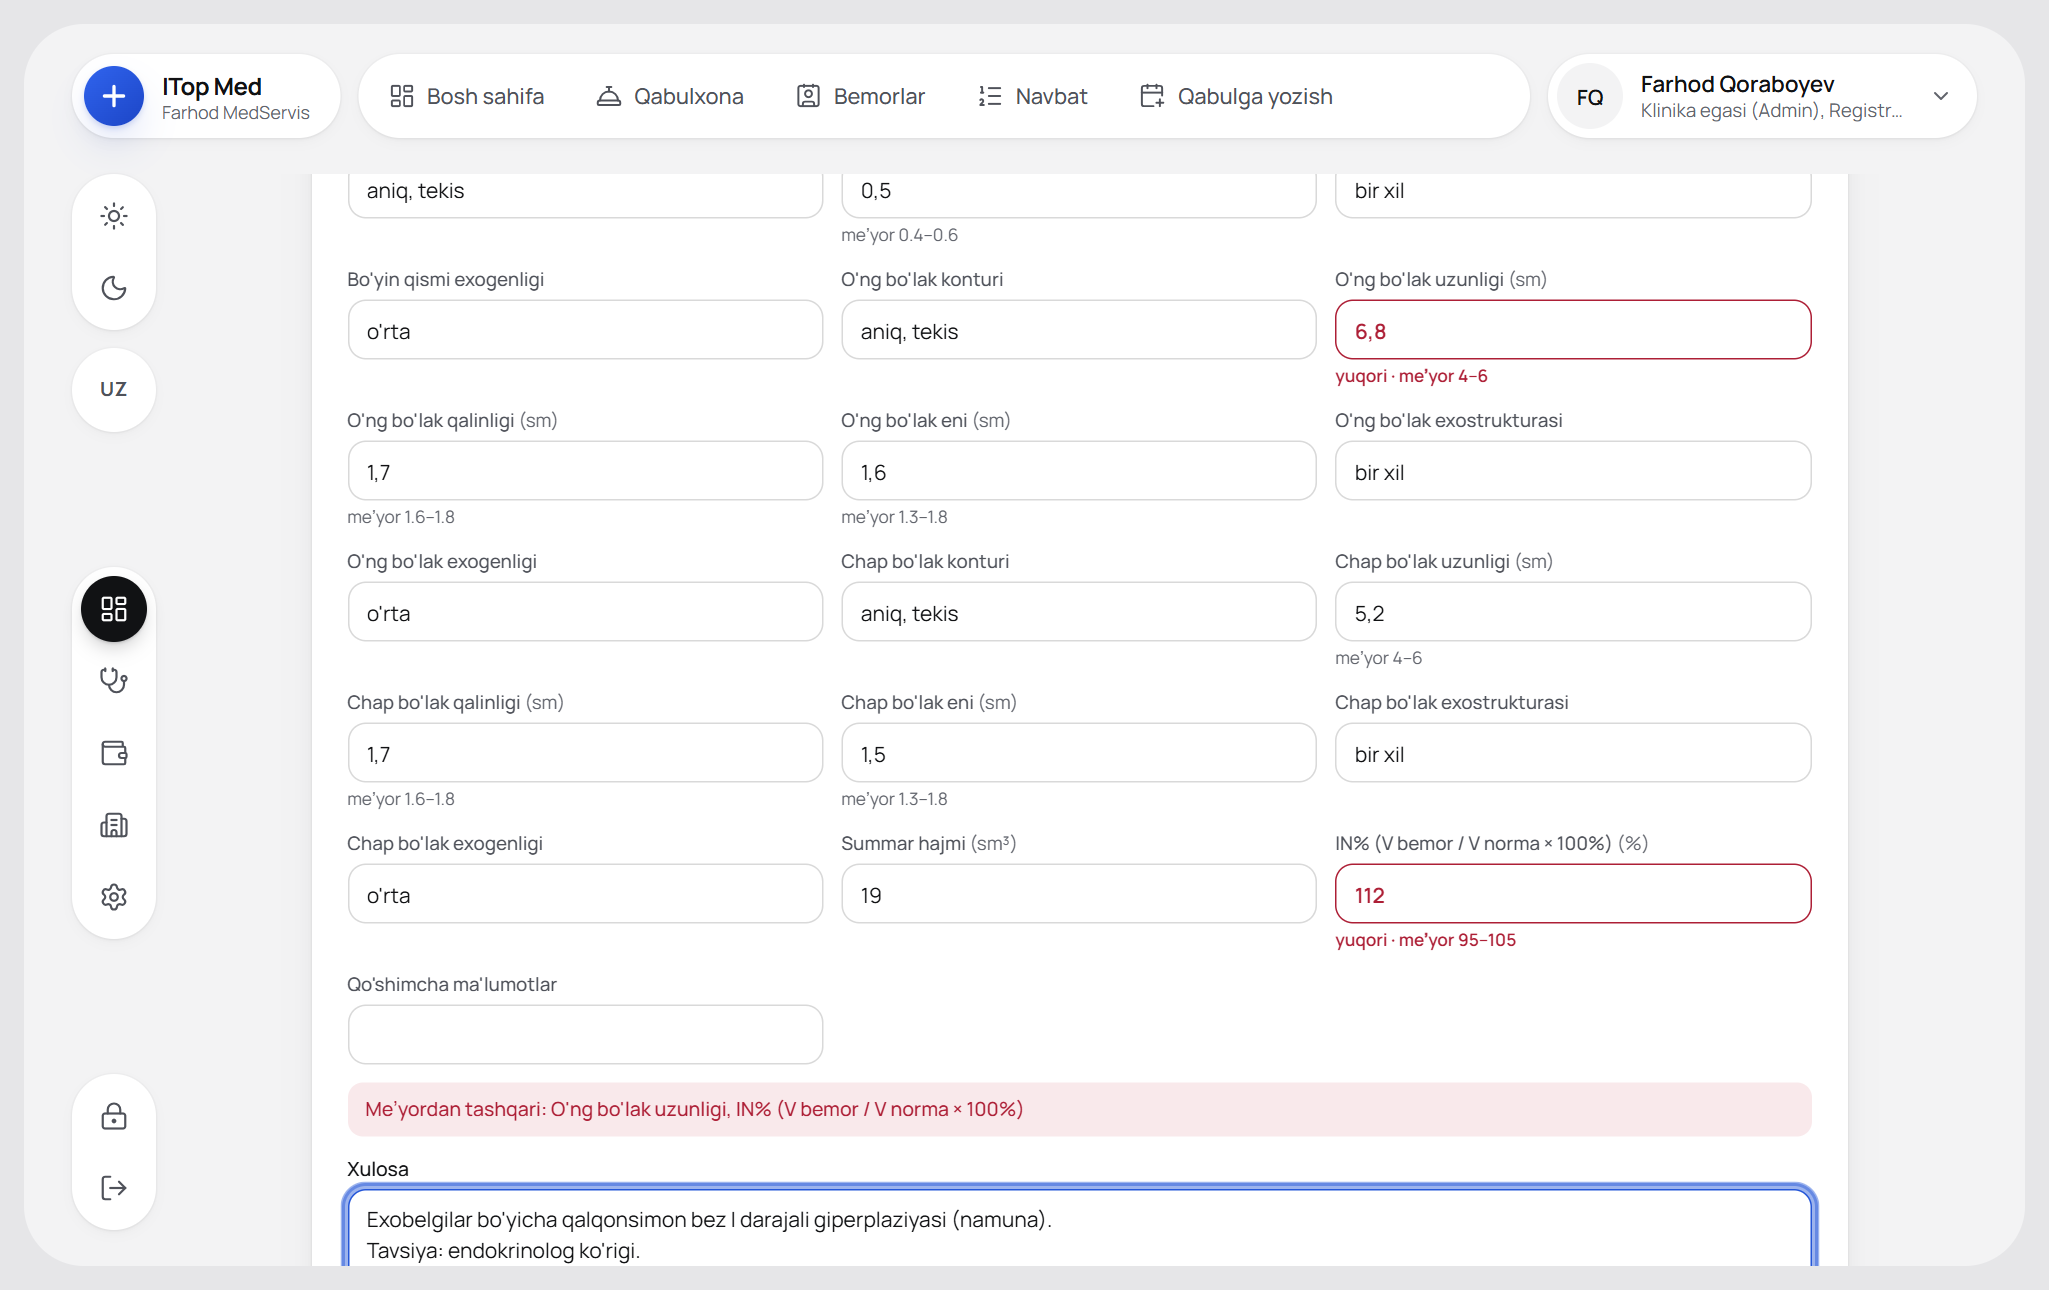 ITop Med
Farhod MedServis
Bosh sahifa
Qabulxona
Bemorlar
Navbat
Qabulga yozish
FQ
Farhod Qoraboyev
Klinika egasi (Admin), Registr...
UZ
aniq, tekis
0,5
bir xil
me'yor 0.4–0.6
Bo'yin qismi exogenligi
O'ng bo'lak konturi
O'ng bo'lak uzunligi (sm)
o'rta
aniq, tekis
6,8
yuqori · me'yor 4–6
O'ng bo'lak qalinligi (sm)
O'ng bo'lak eni (sm)
O'ng bo'lak exostrukturasi
1,7
1,6
bir xil
me'yor 1.6–1.8
me'yor 1.3–1.8
O'ng bo'lak exogenligi
Chap bo'lak konturi
Chap bo'lak uzunligi (sm)
o'rta
aniq, tekis
5,2
me'yor 4–6
Chap bo'lak qalinligi (sm)
Chap bo'lak eni (sm)
Chap bo'lak exostrukturasi
1,7
1,5
bir xil
me'yor 1.6–1.8
me'yor 1.3–1.8
Chap bo'lak exogenligi
Summar hajmi (sm³)
IN% (V bemor / V norma × 100%) (%)
o'rta
19
112
yuqori · me'yor 95–105
Qo'shimcha ma'lumotlar
Me'yordan tashqari: O'ng bo'lak uzunligi, IN% (V bemor / V norma × 100%)
Xulosa
Exobelgilar bo'yicha qalqonsimon bez I darajali giperplaziyasi (namuna).
Tavsiya: endokrinolog ko'rigi.